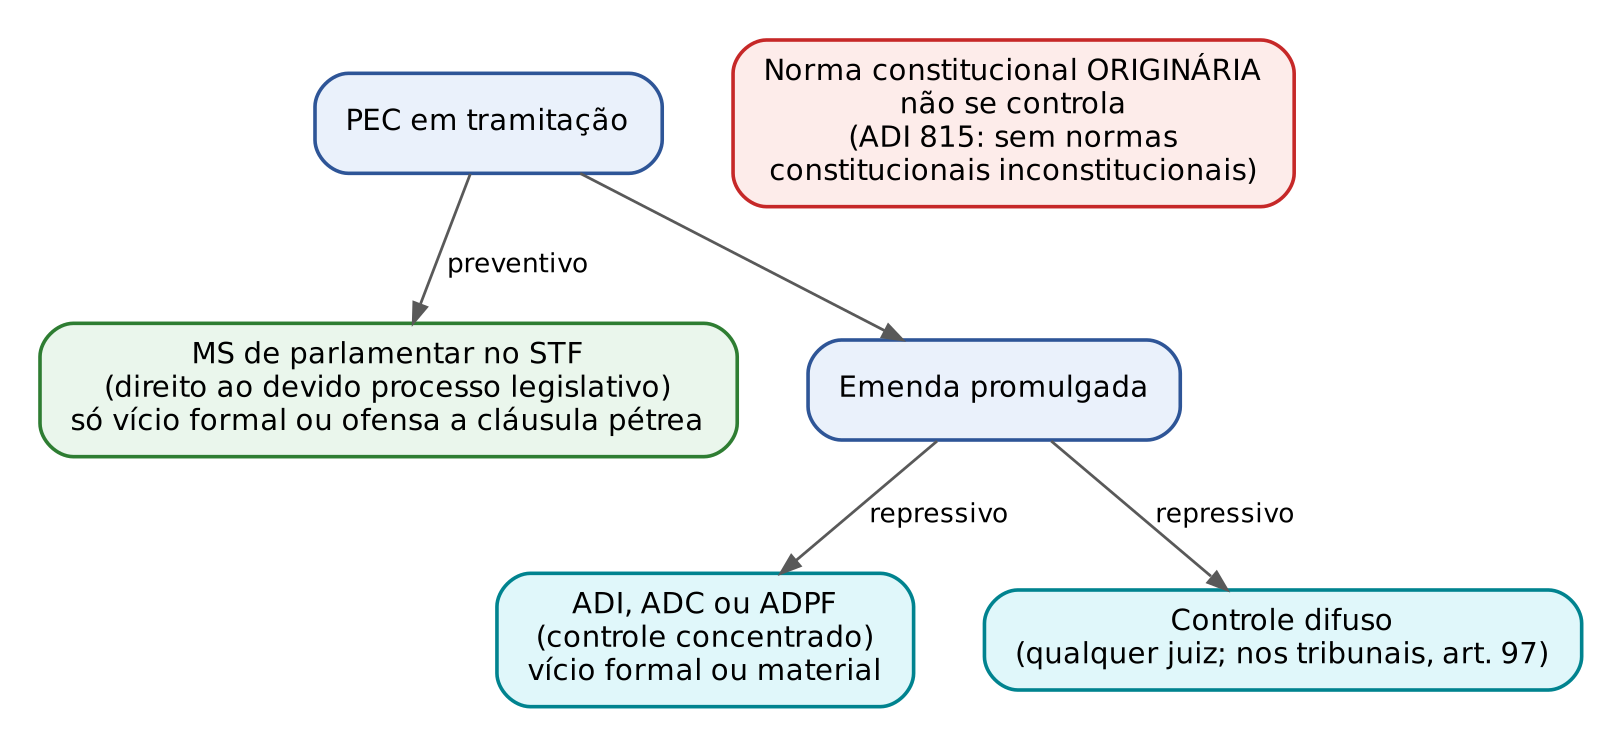 PEC em tramitação
Norma constitucional ORIGINÁRIA
não se controla
(ADI 815: sem normas
constitucionais inconstitucionais)
preventivo
MS de parlamentar no STF
(direito ao devido processo legislativo)
só vício formal ou ofensa a cláusula pétrea
Emenda promulgada
repressivo
repressivo
ADI, ADC ou ADPF
(controle concentrado)
vício formal ou material
Controle difuso
(qualquer juiz; nos tribunais, art. 97)